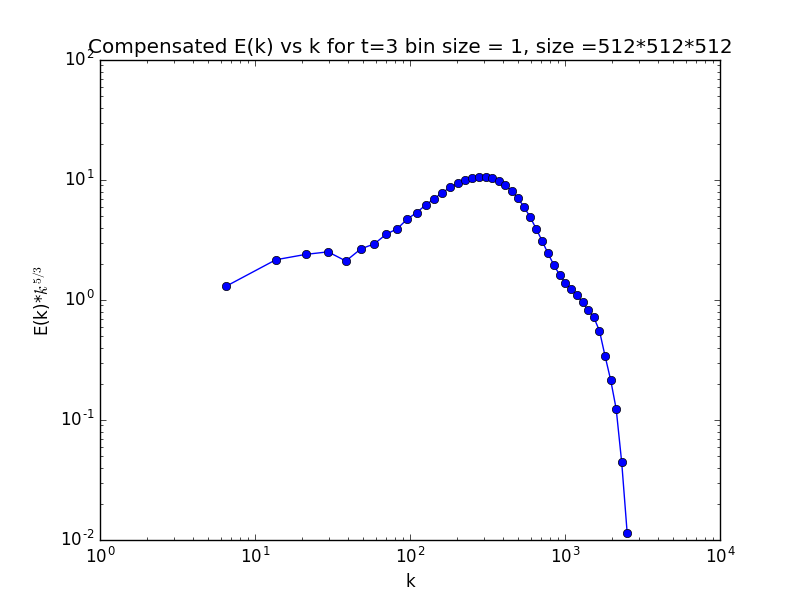 Compensated E(k) vs k for t=3 bin size = 1, size =512*512*512
10^2
10^1
10^0
10^-1
10^-2
E(k)*k^5/3
10^0 10^1 10^2 10^3 10^4
k